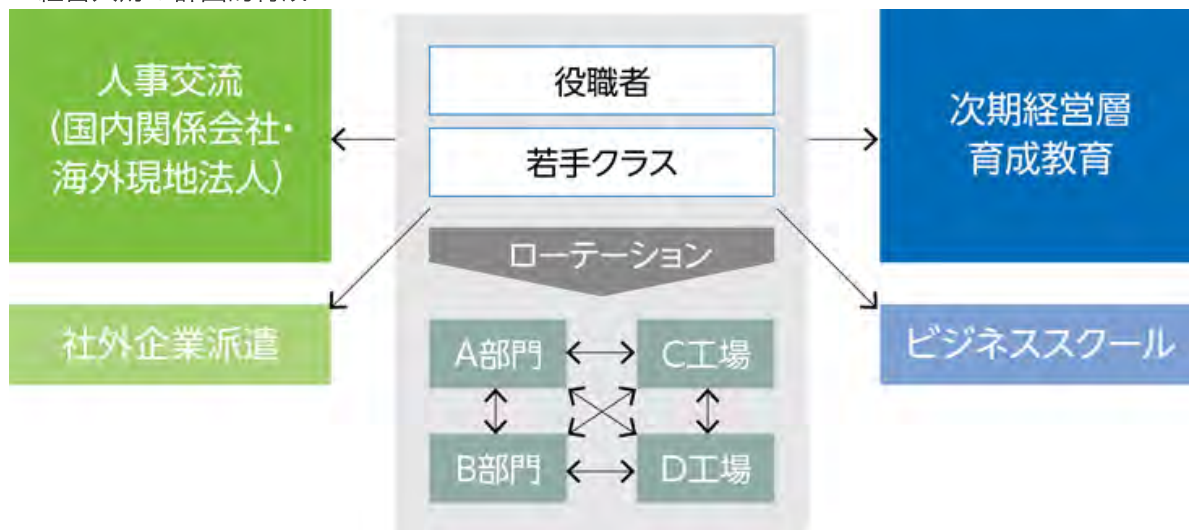 人事交流
(国内関係会社・
海外現地法人)
社外企業派遣
役職者
若手クラス
ローテーション
A部門
C工場
B部門
D工場
次期経営層
育成教育
ビジネススクール